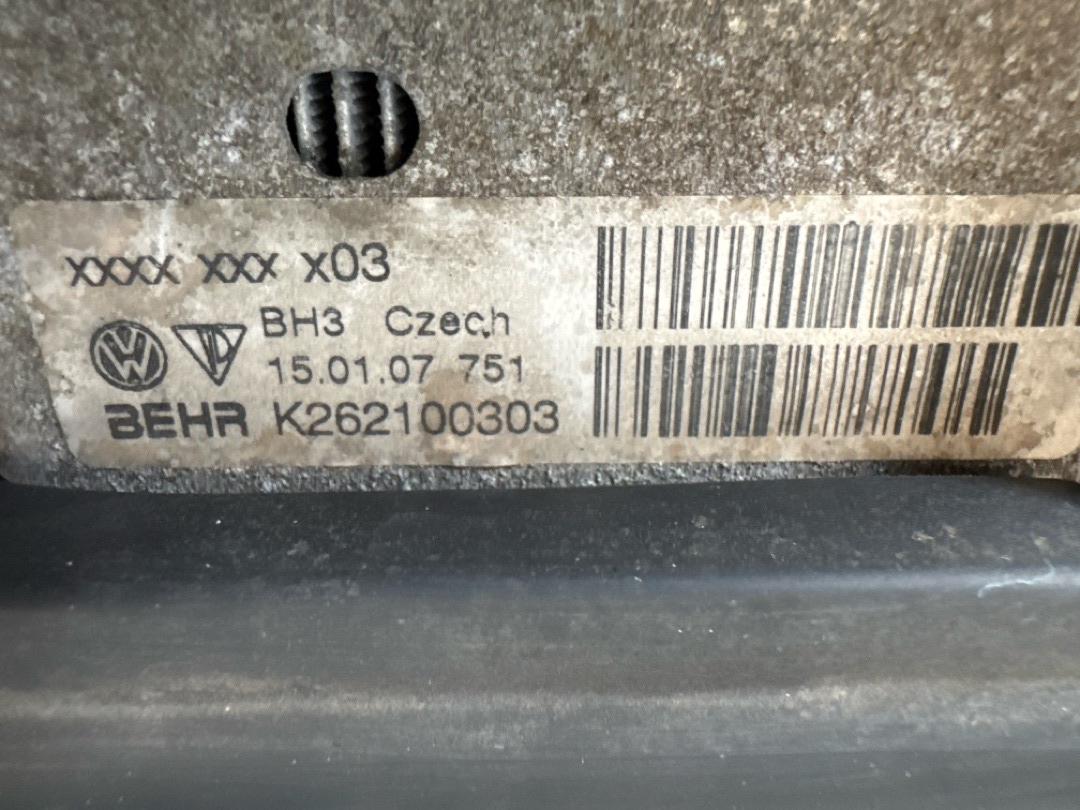 xxxx xxx x03
BH3 Czech
15.01.07 751
BEHR K262100303